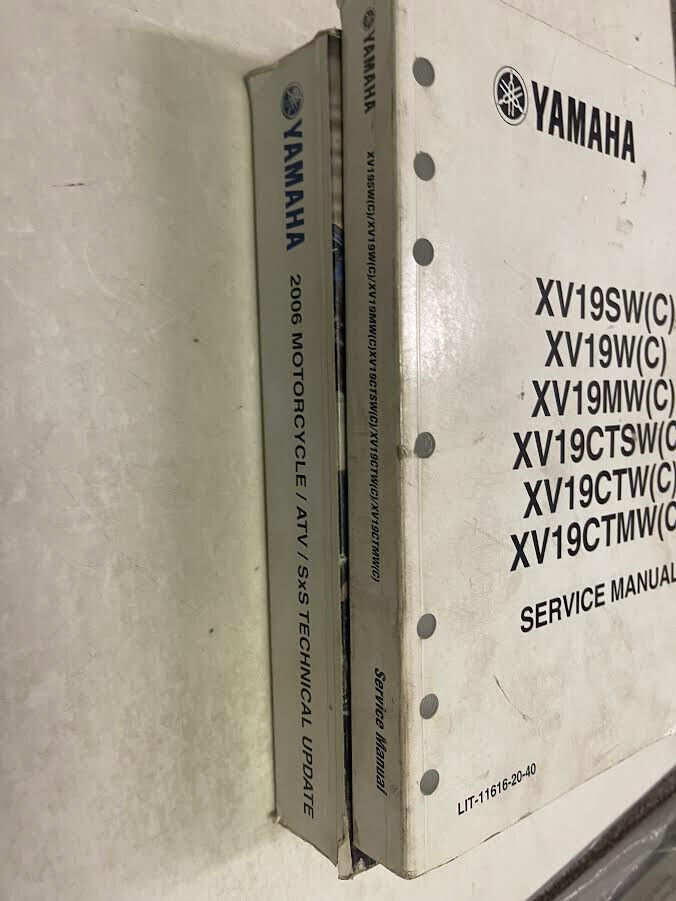 YAMAHA
2006 MOTORCYCLE / ATV / SxS TECHNICAL UPDATE
YAMAHA
XV19SW(C)/XV19W(C)/XV19MW(C)XV19CTSW(C)/XV19CTW(C)/XV19CTMW(C)
Service Manual
YAMAHA
XV19SW(C)
XV19W(C)
XV19MW(C)
XV19CTSW(C
XV19CTW(C)
XV19CTMW(C
SERVICE MANUAL
LIT-11616-20-40